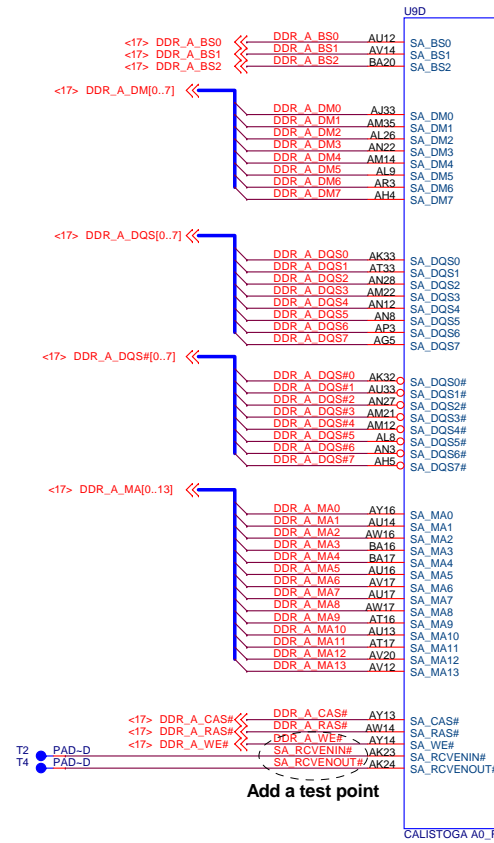 U9D
<17> DDR_A_BS0 DDR_A_BS0 AU12 SA_BS0
<17> DDR_A_BS1 DDR_A_BS1 AV14 SA_BS1
<17> DDR_A_BS2 DDR_A_BS2 BA20 SA_BS2
<17> DDR_A_DM[0..7]
DDR_A_DM0 AJ33 SA_DM0
DDR_A_DM1 AM35 SA_DM1
DDR_A_DM2 AL26 SA_DM2
DDR_A_DM3 AN22 SA_DM3
DDR_A_DM4 AM14 SA_DM4
DDR_A_DM5 AL9 SA_DM5
DDR_A_DM6 AR3 SA_DM6
DDR_A_DM7 AH4 SA_DM7
<17> DDR_A_DQS[0..7]
DDR_A_DQS0 AK33 SA_DQS0
DDR_A_DQS1 AT33 SA_DQS1
DDR_A_DQS2 AN28 SA_DQS2
DDR_A_DQS3 AM22 SA_DQS3
DDR_A_DQS4 AN12 SA_DQS4
DDR_A_DQS5 AN8 SA_DQS5
DDR_A_DQS6 AP3 SA_DQS6
DDR_A_DQS7 AG5 SA_DQS7
<17> DDR_A_DQS#[0..7]
DDR_A_DQS#0 AK32 SA_DQS0#
DDR_A_DQS#1 AU33 SA_DQS1#
DDR_A_DQS#2 AN27 SA_DQS2#
DDR_A_DQS#3 AM21 SA_DQS3#
DDR_A_DQS#4 AM12 SA_DQS4#
DDR_A_DQS#5 AL8 SA_DQS5#
DDR_A_DQS#6 AN3 SA_DQS6#
DDR_A_DQS#7 AH5 SA_DQS7#
<17> DDR_A_MA[0..13]
DDR_A_MA0 AY16 SA_MA0
DDR_A_MA1 AU14 SA_MA1
DDR_A_MA2 AW16 SA_MA2
DDR_A_MA3 BA16 SA_MA3
DDR_A_MA4 BA17 SA_MA4
DDR_A_MA5 AU16 SA_MA5
DDR_A_MA6 AV17 SA_MA6
DDR_A_MA7 AU17 SA_MA7
DDR_A_MA8 AW17 SA_MA8
DDR_A_MA9 AT16 SA_MA9
DDR_A_MA10 AU13 SA_MA10
DDR_A_MA11 AT17 SA_MA11
DDR_A_MA12 AV20 SA_MA12
DDR_A_MA13 AV12 SA_MA13
<17> DDR_A_CAS# DDR_A_CAS# AY13 SA_CAS#
<17> DDR_A_RAS# DDR_A_RAS# AW14 SA_RAS#
<17> DDR_A_WE# DDR_A_WE# AY14 SA_WE#
T2 PAD~D SA_RCVENIN# AK23 SA_RCVENIN#
T4 PAD~D SA_RCVENOUT# AK24 SA_RCVENOUT#
Add a test point
CALISTOGA A0_